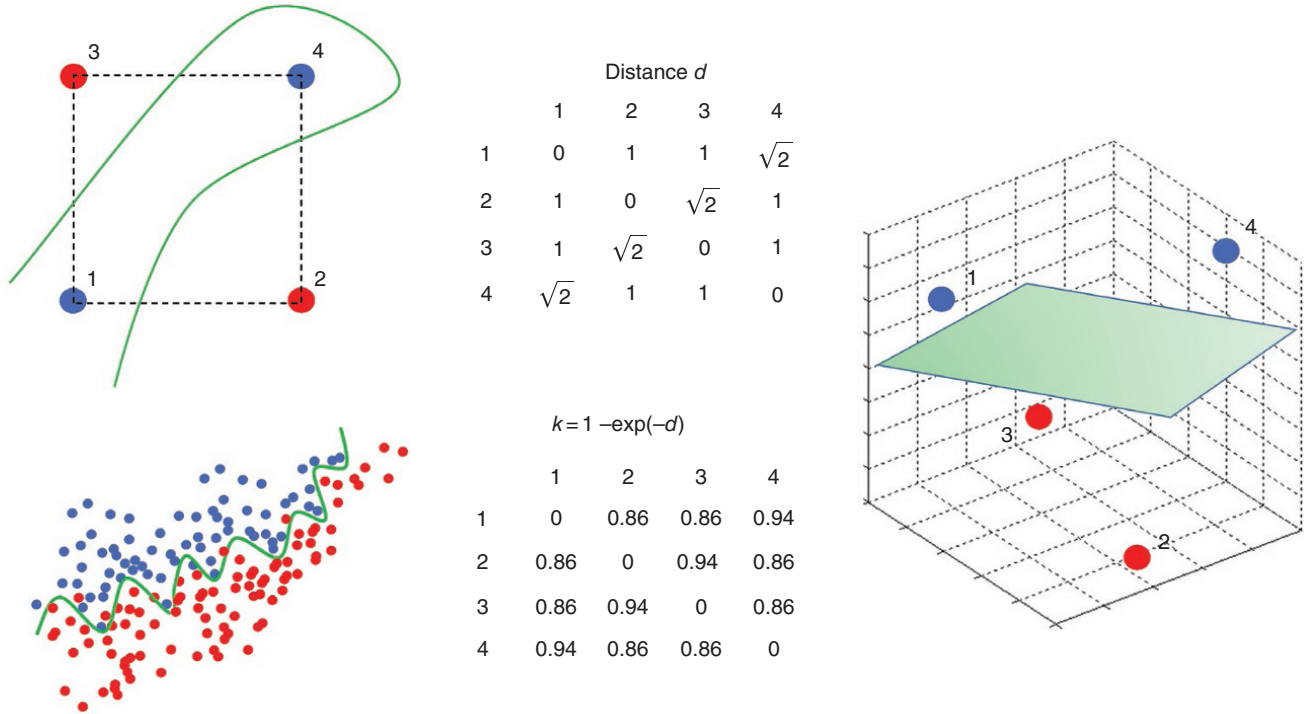 3 4
1 2
Distance d
1 2 3 4
1 0 1 1 √2
2 1 0 √2 1
3 1 √2 0 1
4 √2 1 1 0
k = 1 –exp(–d)
1 2 3 4
1 0 0.86 0.86 0.94
2 0.86 0 0.94 0.86
3 0.86 0.94 0 0.86
4 0.94 0.86 0.86 0
4
1
3
2